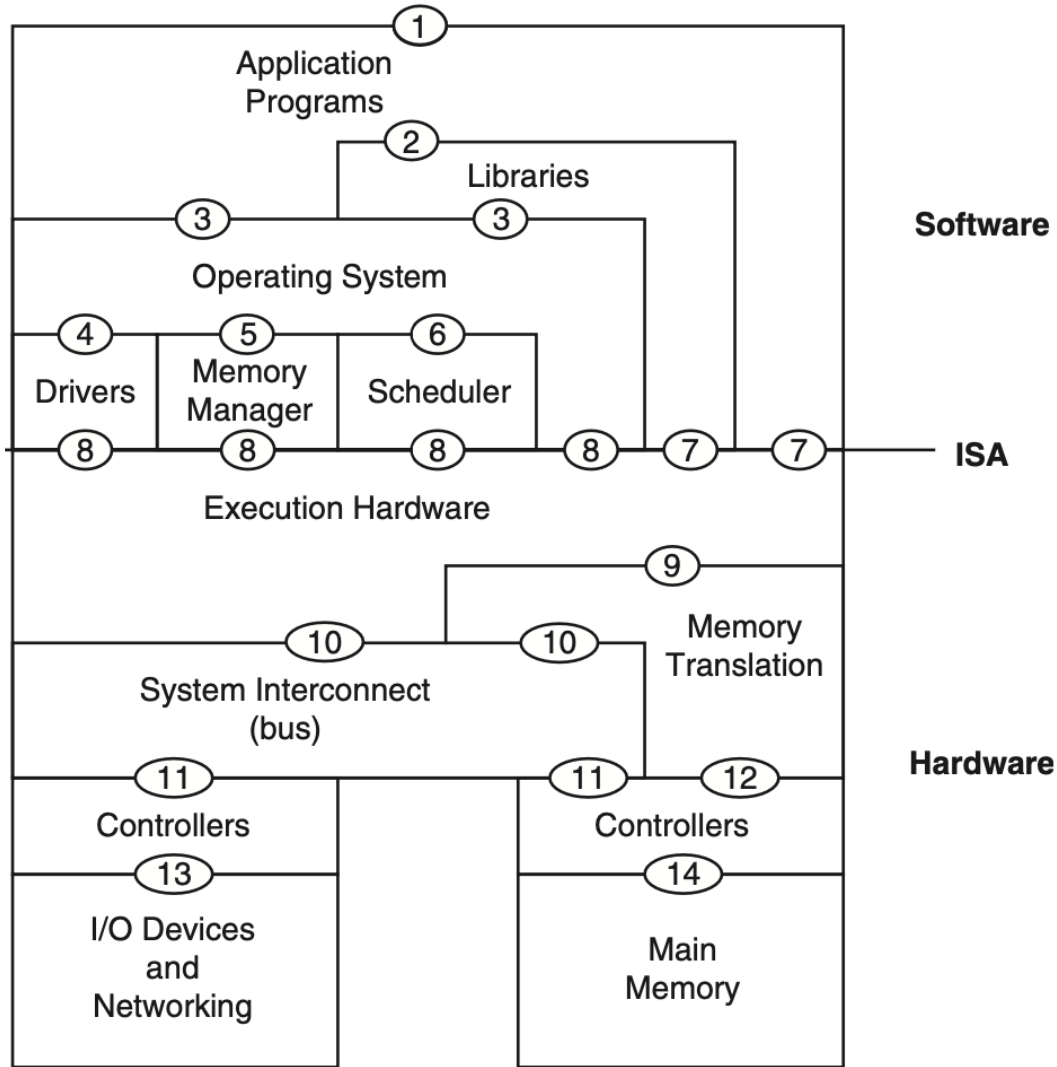 1
Application
Programs
2
Libraries
3 3
Software
Operating System
4 5 6
Drivers
Memory
Manager
Scheduler
8 8 8 8 7 7
ISA
Execution Hardware
9
10 10
Memory
Translation
System Interconnect
(bus)
Hardware
11 11 12
Controllers Controllers
13 14
I/O Devices
and
Networking
Main
Memory